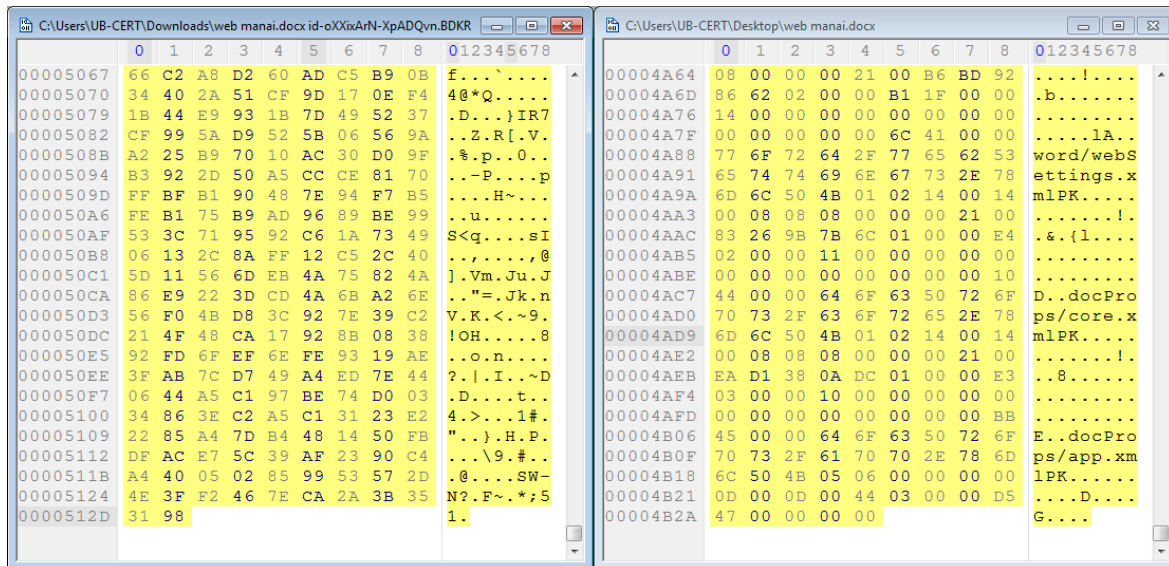 C:\Users\UB-CERT\Downloads\web manai.docx id-oXXixArN-XpADQvn.BDKR
0 1 2 3 4 5 6 7 8 012345678
00005067 66 C2 A8 D2 60 AD C5 B9 0B f...`....
00005070 34 40 2A 51 CF 9D 17 0E F4 4@*Q.....
00005079 1B 44 E9 93 1B 7D 49 52 37 .D...}IR7
00005082 CF 99 5A D9 52 5B 06 56 9A ..Z.R[.V.
0000508B A2 25 B9 70 10 AC 30 D0 9F .%.p..0..
00005094 B3 92 2D 50 A5 CC CE 81 70 ..-P....p
0000509D FF BF B1 90 48 7E 94 F7 B5 ....H~...
000050A6 FE B1 75 B9 AD 96 89 BE 99 ..u......
000050AF 53 3C 71 95 92 C6 1A 73 49 S<q....sI
000050B8 06 13 2C 8A FF 12 C5 2C 40 ..,....,@
000050C1 5D 11 56 6D EB 4A 75 82 4A ].Vm.Ju.J
000050CA 86 E9 22 3D CD 4A 6B A2 6E .."=.Jk.n
000050D3 56 F0 4B D8 3C 92 7E 39 C2 V.K.<.~9.
000050DC 21 4F 48 CA 17 92 8B 08 38 !OH.....8
000050E5 92 FD 6F EF 6E FE 93 19 AE ..o.n....
000050EE 3F AB 7C D7 49 A4 ED 7E 44 ?.|.I..~D
000050F7 06 44 A5 C1 97 BE 74 D0 03 .D....t..
00005100 34 86 3E C2 A5 C1 31 23 E2 4.>...1#.
00005109 22 85 A4 7D B4 48 14 50 FB "..}.H.P.
00005112 DF AC E7 5C 39 AF 23 90 C4 ...\9.#..
0000511B A4 40 05 02 85 99 53 57 2D .@....SW-
00005124 4E 3F F2 46 7E CA 2A 3B 35 N?.F~.*;5
0000512D 31 98 1.
C:\Users\UB-CERT\Desktop\web manai.docx
0 1 2 3 4 5 6 7 8 012345678
00004A64 08 00 00 00 21 00 B6 BD 92 ....!....
00004A6D 86 62 02 00 00 B1 1F 00 00 .b.......
00004A76 14 00 00 00 00 00 00 00 00 .........
00004A7F 00 00 00 00 00 6C 41 00 00 .....lA..
00004A88 77 6F 72 64 2F 77 65 62 53 word/webS
00004A91 65 74 74 69 6E 67 73 2E 78 ettings.x
00004A9A 6D 6C 50 4B 01 02 14 00 14 mlPK.....
00004AA3 00 08 08 08 00 00 00 21 00 .......!.
00004AAC 83 26 9B 7B 6C 01 00 00 E4 .&.{l....
00004AB5 02 00 00 11 00 00 00 00 00 .........
00004ABE 00 00 00 00 00 00 00 00 10 .........
00004AC7 44 00 00 64 6F 63 50 72 6F D..docPro
00004AD0 70 73 2F 63 6F 72 65 2E 78 ps/core.x
00004AD9 6D 6C 50 4B 01 02 14 00 14 mlPK.....
00004AE2 00 08 08 08 00 00 00 21 00 .......!.
00004AEB EA D1 38 0A DC 01 00 00 E3 ..8......
00004AF4 03 00 00 10 00 00 00 00 00 .........
00004AFD 00 00 00 00 00 00 00 00 BB .........
00004B06 45 00 00 64 6F 63 50 72 6F E..docPro
00004B0F 70 73 2F 61 70 70 2E 78 6D ps/app.xm
00004B18 6C 50 4B 05 06 00 00 00 00 lPK......
00004B21 0D 00 0D 00 44 03 00 00 D5 ....D....
00004B2A 47 00 00 00 00 G....